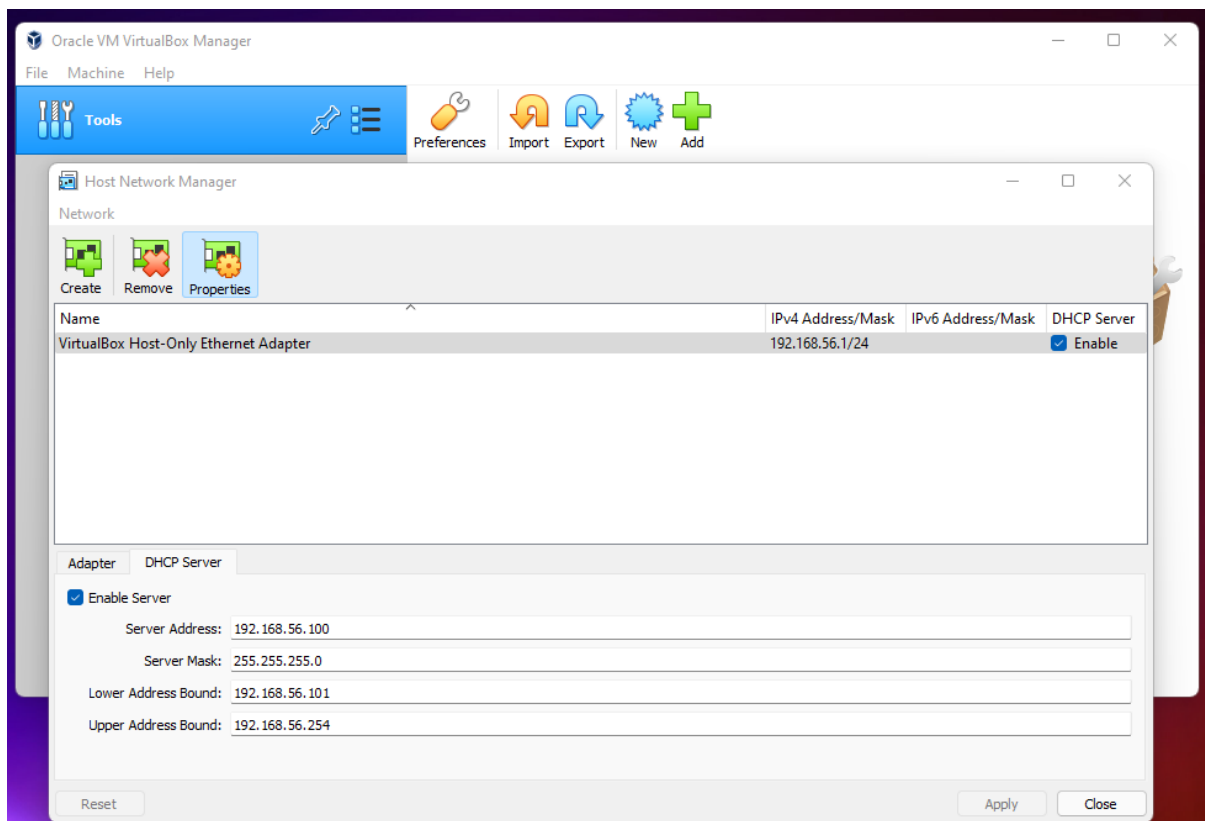 Oracle VM VirtualBox Manager
File Machine Help
Tools
Preferences Import Export New Add
Host Network Manager
Network
Create Remove Properties
Name IPv4 Address/Mask IPv6 Address/Mask DHCP Server
VirtualBox Host-Only Ethernet Adapter 192.168.56.1/24 Enable
Adapter DHCP Server
Enable Server
Server Address: 192.168.56.100
Server Mask: 255.255.255.0
Lower Address Bound: 192.168.56.101
Upper Address Bound: 192.168.56.254
Reset Apply Close